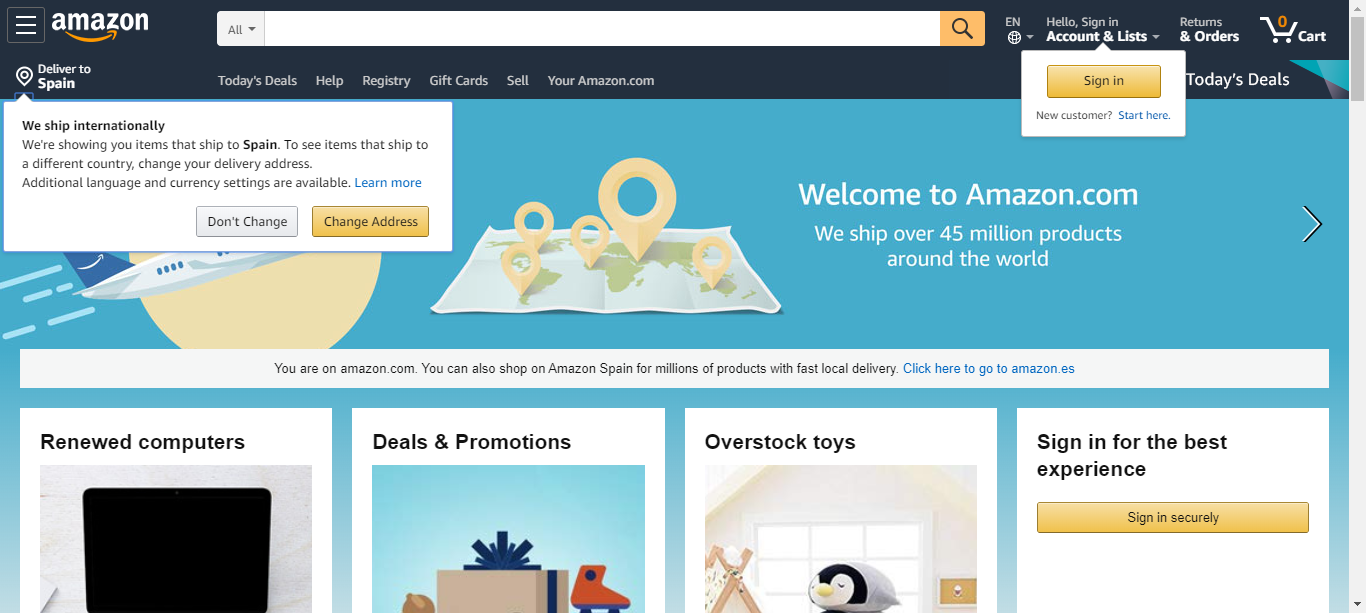 amazon
All
EN
Hello, Sign in
Account & Lists
Returns
& Orders
0
Cart
Deliver to
Spain
Today's Deals
Help
Registry
Gift Cards
Sell
Your Amazon.com
Today's Deals
Sign in
New customer? Start here.
We ship internationally
We're showing you items that ship to Spain. To see items that ship to
a different country, change your delivery address.
Additional language and currency settings are available. Learn more
Don't Change
Change Address
Welcome to Amazon.com
We ship over 45 million products
around the world
You are on amazon.com. You can also shop on Amazon Spain for millions of products with fast local delivery. Click here to go to amazon.es
Renewed computers
Deals & Promotions
Overstock toys
Sign in for the best
experience
Sign in securely